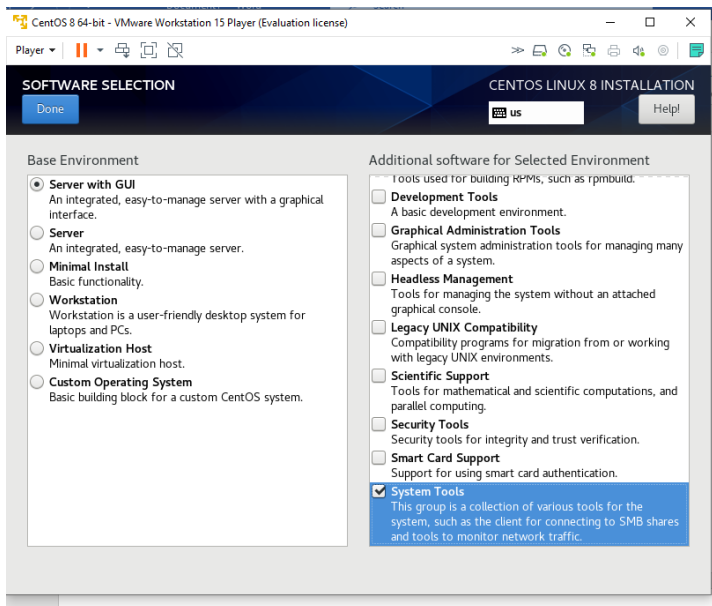 CentOS 8 64-bit - VMware Workstation 15 Player (Evaluation license)
Player
SOFTWARE SELECTION
CENTOS LINUX 8 INSTALLATION
Done
us
Help!
Base Environment
Server with GUI
An integrated, easy-to-manage server with a graphical
interface.
Server
An integrated, easy-to-manage server.
Minimal Install
Basic functionality.
Workstation
Workstation is a user-friendly desktop system for
laptops and PCs.
Virtualization Host
Minimal virtualization host.
Custom Operating System
Basic building block for a custom CentOS system.
Additional software for Selected Environment
Tools used for building RPMs, such as rpmbuild.
Development Tools
A basic development environment.
Graphical Administration Tools
Graphical system administration tools for managing many
aspects of a system.
Headless Management
Tools for managing the system without an attached
graphical console.
Legacy UNIX Compatibility
Compatibility programs for migration from or working
with legacy UNIX environments.
Scientific Support
Tools for mathematical and scientific computations, and
parallel computing.
Security Tools
Security tools for integrity and trust verification.
Smart Card Support
Support for using smart card authentication.
System Tools
This group is a collection of various tools for the
system, such as the client for connecting to SMB shares
and tools to monitor network traffic.